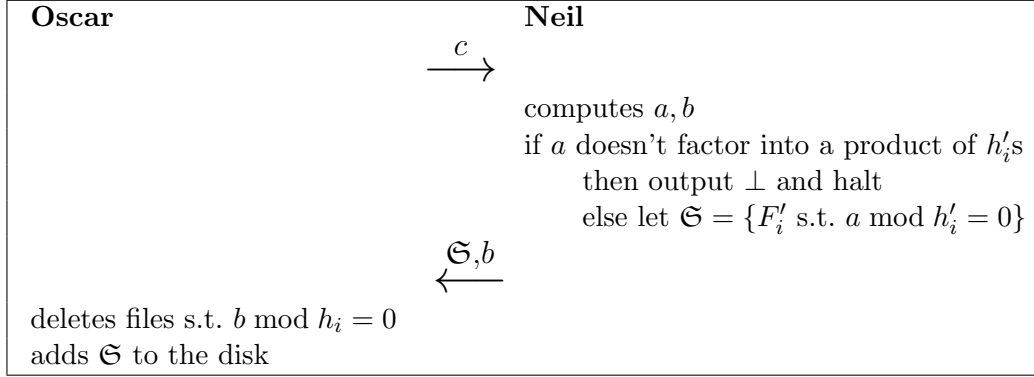 Oscar Neil
c
computes a, b
if a doesn't factor into a product of h′ᵢs
then output ⊥ and halt
else let 𝔖 = {F′ᵢ s.t. a mod h′ᵢ = 0}
𝔖,b
deletes files s.t. b mod hᵢ = 0
adds 𝔖 to the disk